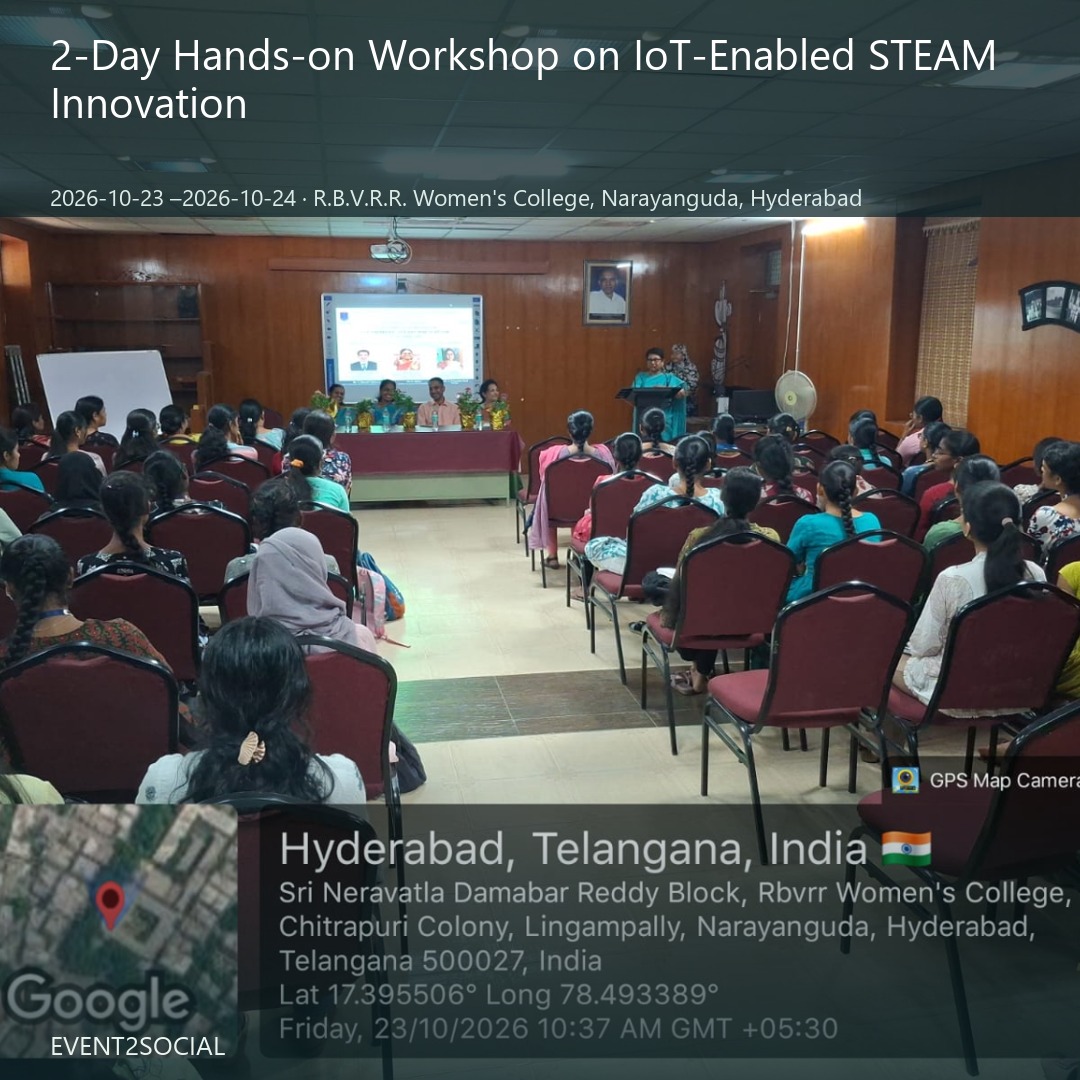 2-Day Hands-on Workshop on IoT-Enabled STEAM
Innovation
2026-10-23 –2026-10-24 · R.B.V.R.R. Women's College, Narayanguda, Hyderabad
GPS Map Camera
Hyderabad, Telangana, India
Sri Neravatla Damabar Reddy Block, Rbvrr Women's College,
Chitrapuri Colony, Lingampally, Narayanguda, Hyderabad,
Telangana 500027, India
Lat 17.395506° Long 78.493389°
Friday, 23/10/2026 10:37 AM GMT +05:30
Google
EVENT2SOCIAL